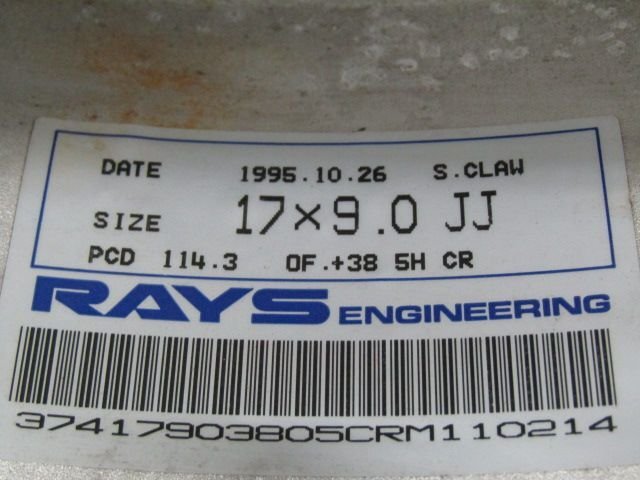 DATE 1995.10.26 S.CLAW
SIZE 17×9.0 JJ
PCD 114.3 OF.+38 5H CR
RAYS ENGINEERING
37417903805CRM110214